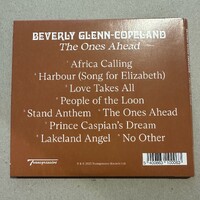 BEVERLY GLENN-COPELAND
The Ones Ahead
Africa Calling
Harbour (Song for Elizabeth)
Love Takes All
People of the Loon
Stand Anthem The Ones Ahead
Prince Caspian's Dream
Lakeland Angel No Other
Transgressive